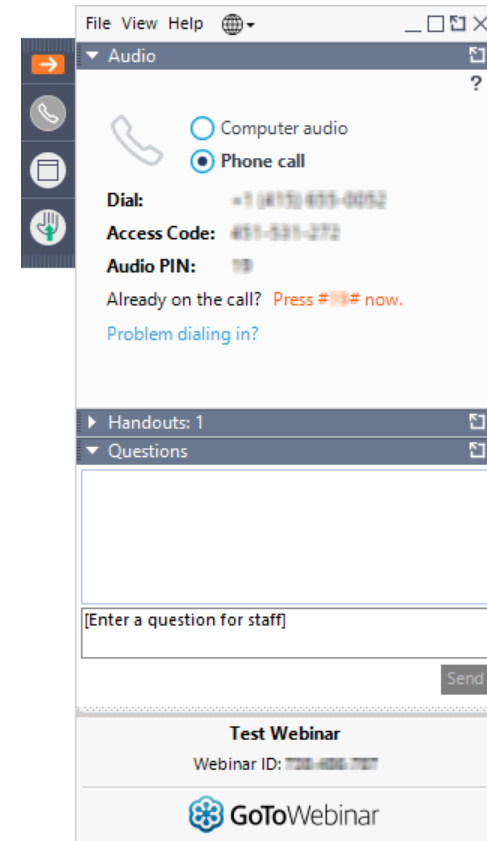 File View Help
Audio
?
Computer audio
Phone call
Dial:
Access Code:
Audio PIN:
Already on the call? Press # # now.
Problem dialing in?
Handouts: 1
Questions
[Enter a question for staff]
Send
Test Webinar
Webinar ID:
GoToWebinar